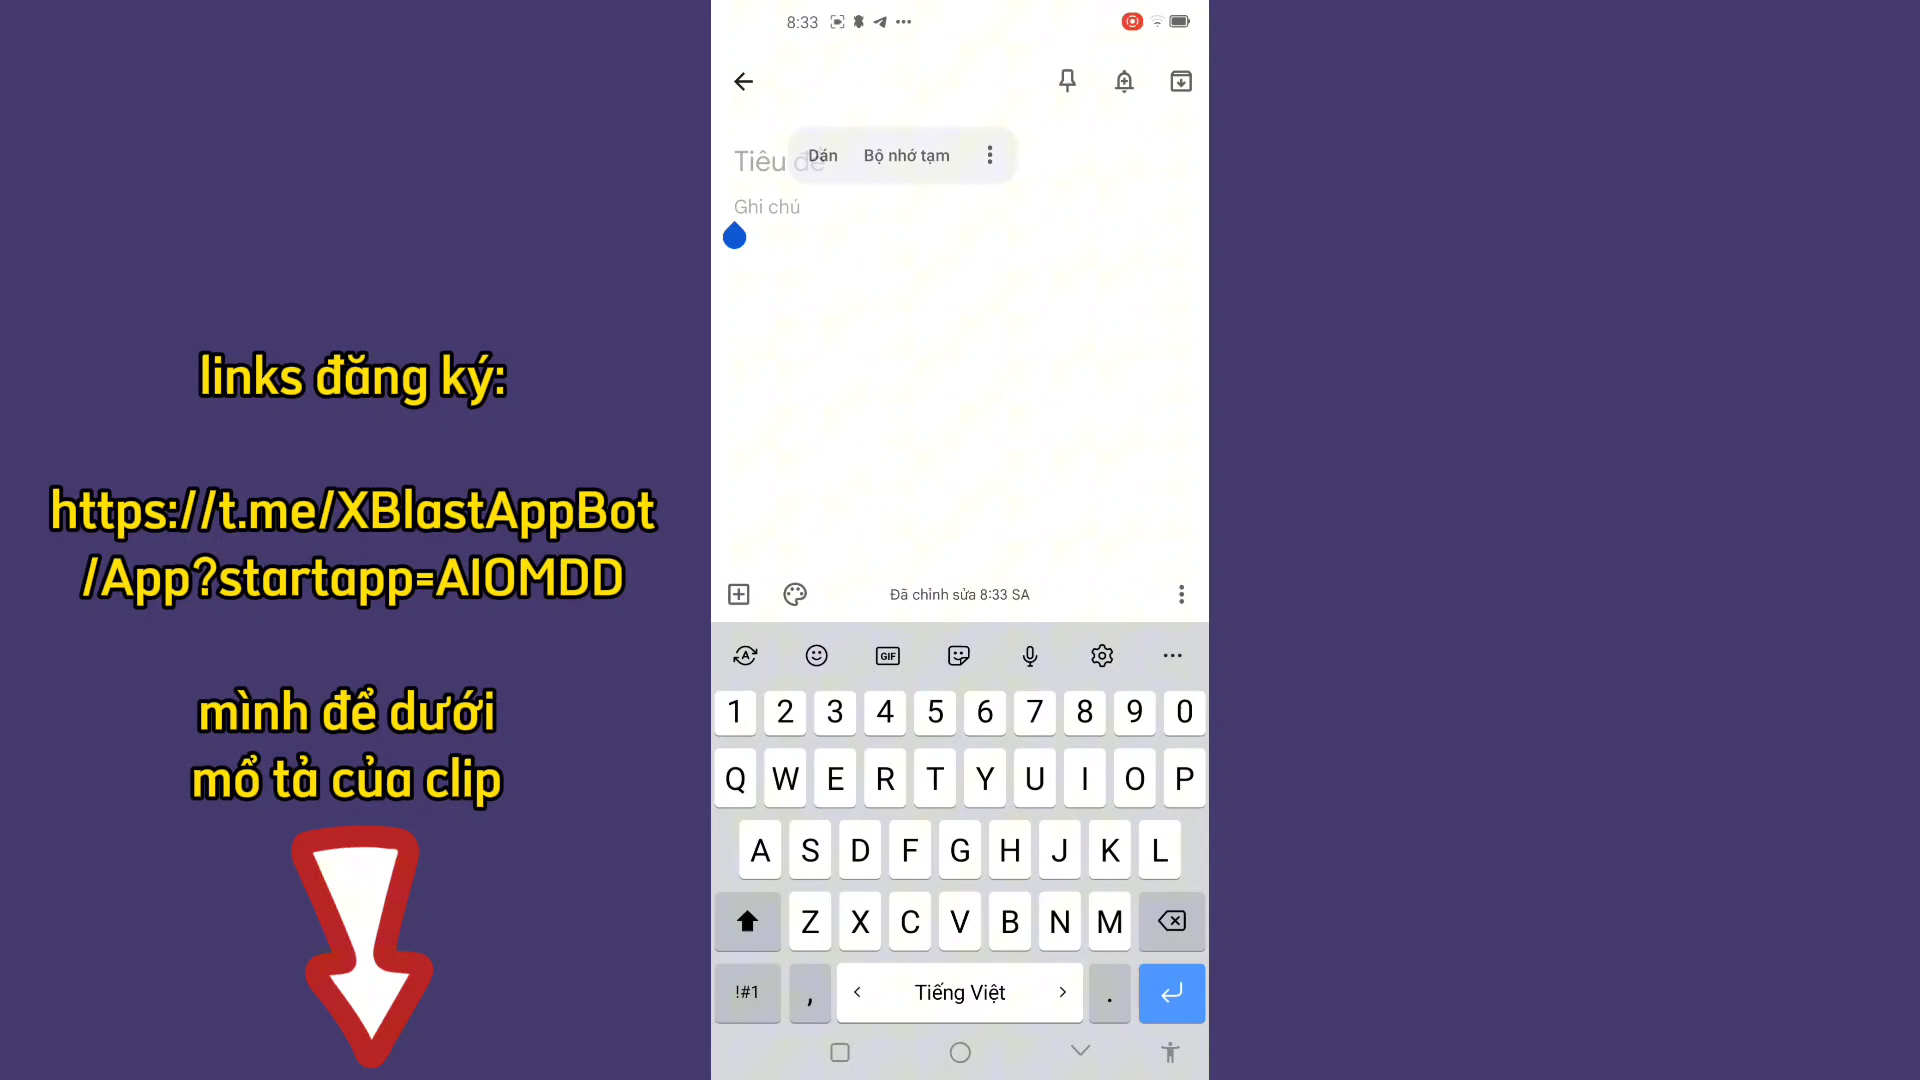 links đăng ký:
https://t.me/XBlastAppBot
/App?startapp=AIOMDD
mình để dưới
mổ tả của clip
8:33
Tiêu đề
Dán Bộ nhớ tạm
Ghi chú
Đã chỉnh sửa 8:33 SA
GIF
1 2 3 4 5 6 7 8 9 0
Q W E R T Y U I O P
A S D F G H J K L
Z X C V B N M
!#1 , < Tiếng Việt > .